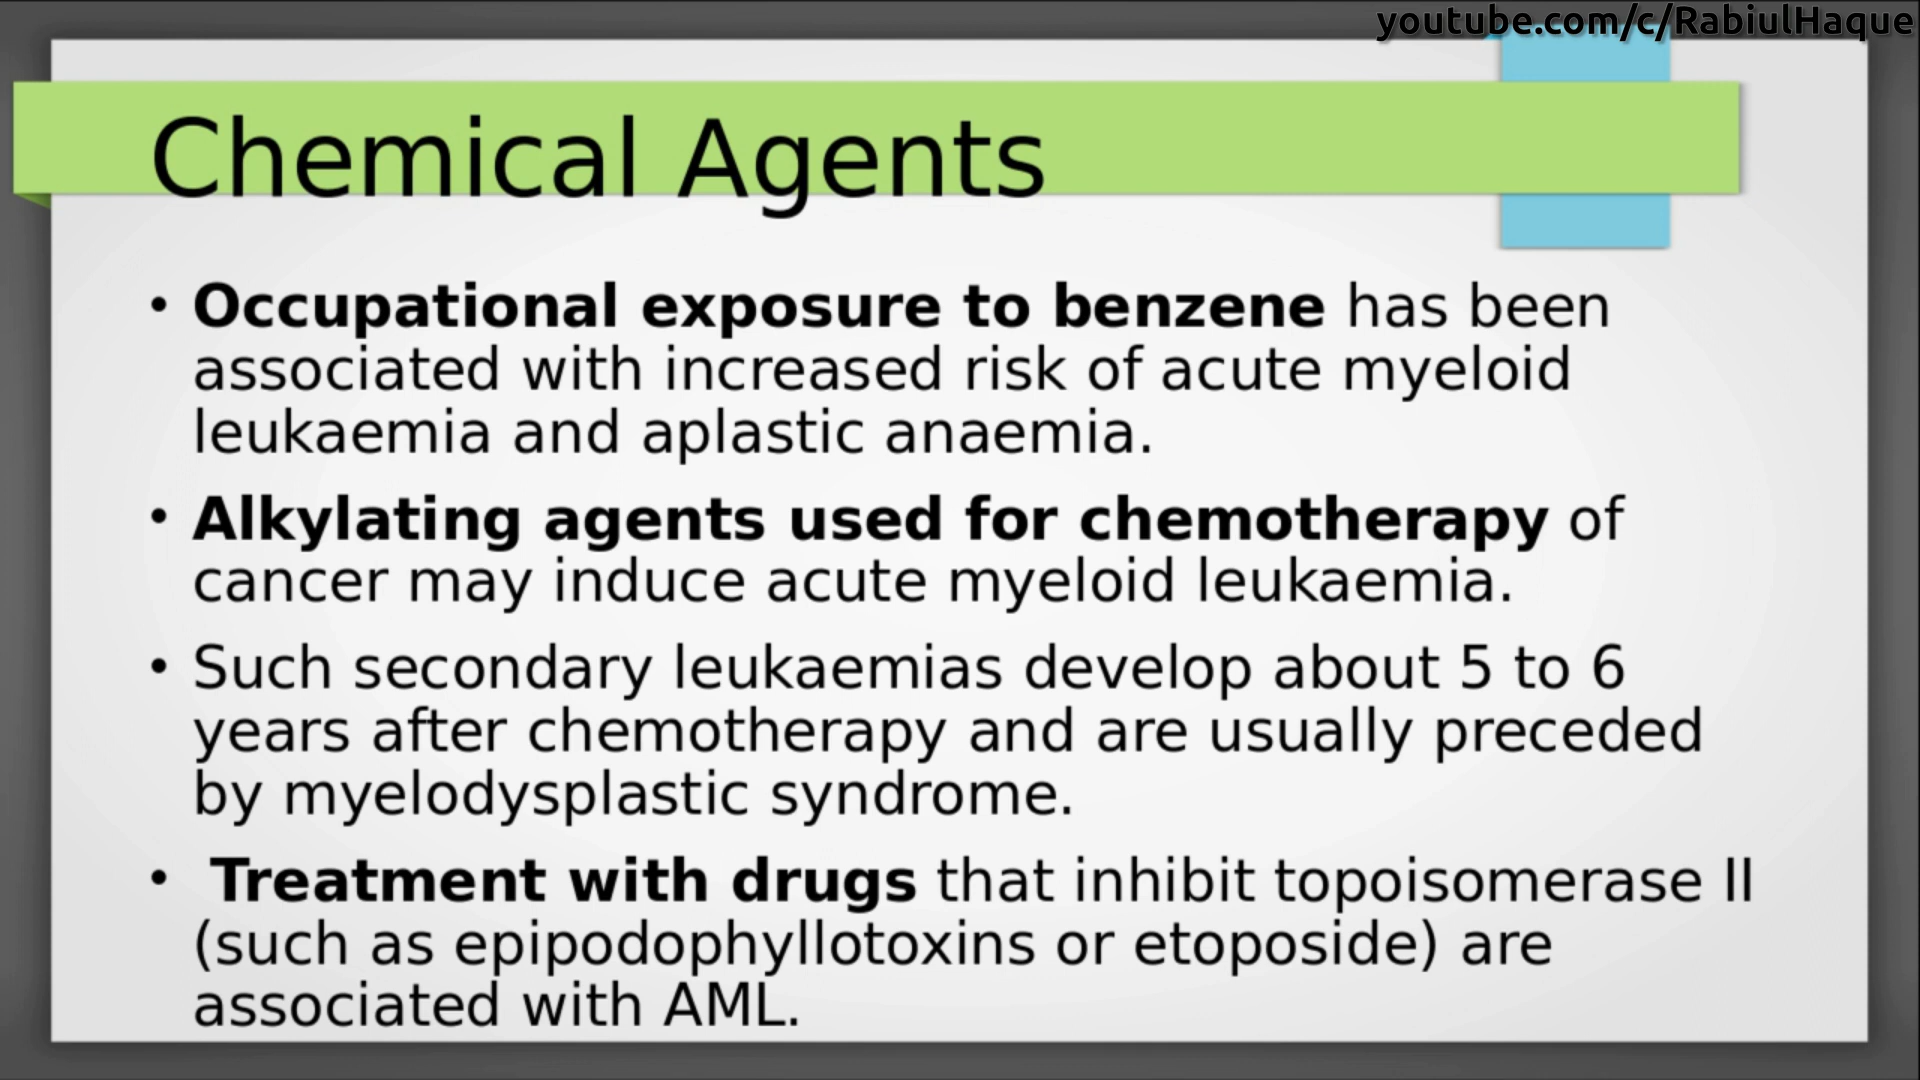 youtube.com/c/RabiulHaque
Chemical Agents
• Occupational exposure to benzene has been
associated with increased risk of acute myeloid
leukaemia and aplastic anaemia.
• Alkylating agents used for chemotherapy of
cancer may induce acute myeloid leukaemia.
• Such secondary leukaemias develop about 5 to 6
years after chemotherapy and are usually preceded
by myelodysplastic syndrome.
• Treatment with drugs that inhibit topoisomerase II
(such as epipodophyllotoxins or etoposide) are
associated with AML.